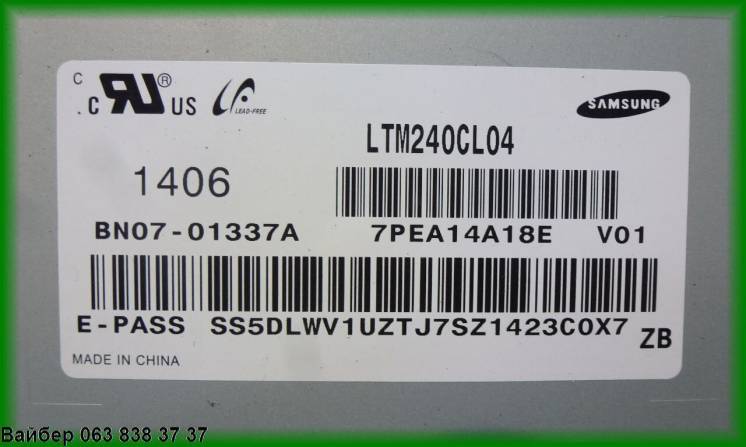 C
.C RU ® US LEAD-FREE SAMSUNG
LTM240CL04
1406
BN07-01337A 7PEA14A18E V01
E-PASS SS5DLWV1UZTJ7SZ1423C0X7 ZB
MADE IN CHINA
Вайбер 063 838 37 37